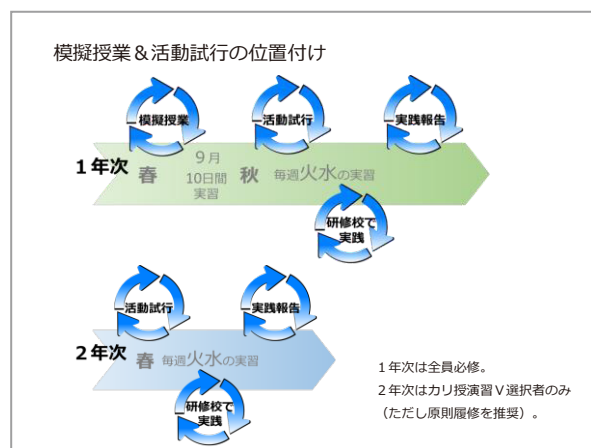 模擬授業＆活動試行の位置付け
模擬授業
活動試行
実践報告
1年次
春
9月
10日間
実習
秋
毎週火水の実習
研修校で
実践
活動試行
実践報告
2年次
春
毎週火水の実習
研修校で
実践
1年次は全員必修。
2年次はカリ授演習Ⅴ選択者のみ
（ただし原則履修を推奨）。